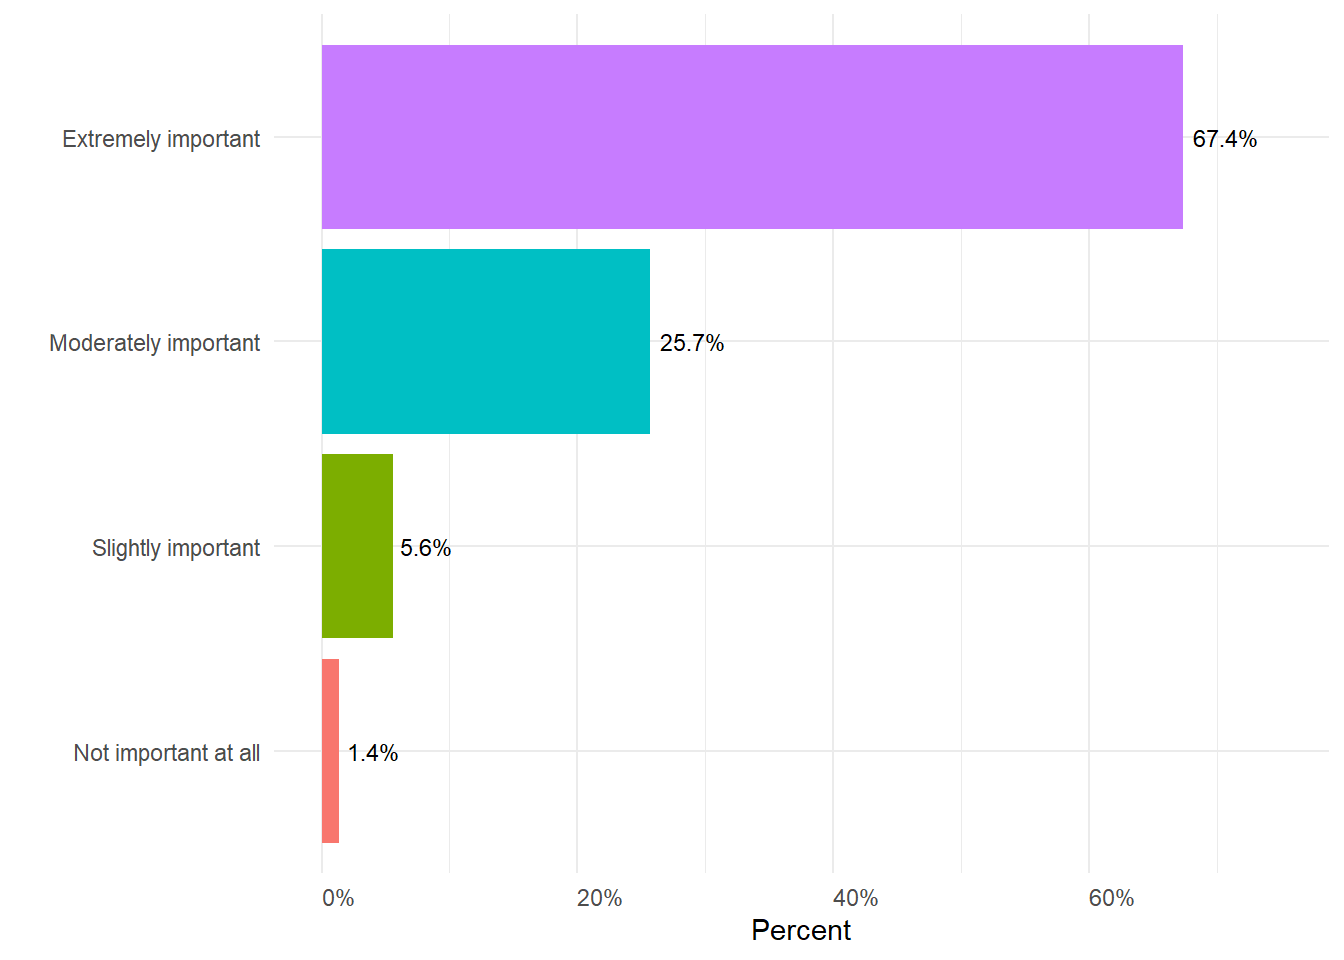 Extremely important
67.4%
Moderately important
25.7%
Slightly important
5.6%
Not important at all
1.4%
0% 20% 40% 60%
Percent